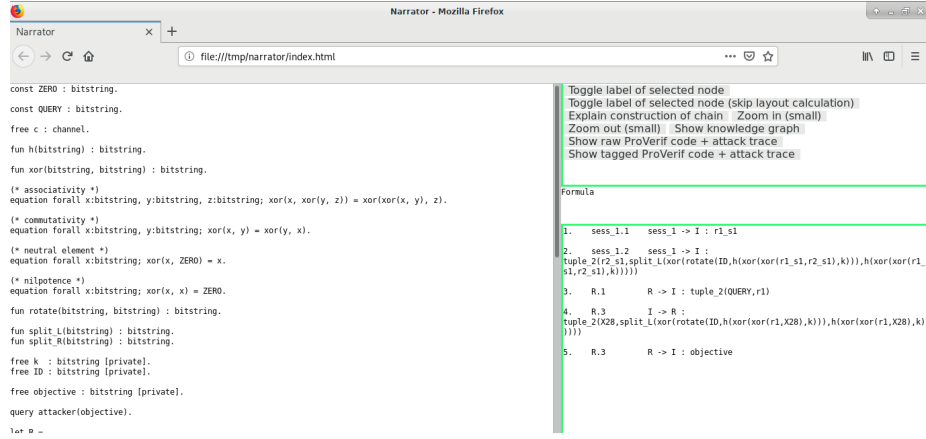 Narrator - Mozilla Firefox
Narrator × +
file:///tmp/narrator/index.html
const ZERO : bitstring.
const QUERY : bitstring.
free c : channel.
fun h(bitstring) : bitstring.
fun xor(bitstring, bitstring) : bitstring.
(* associativity *)
equation forall x:bitstring, y:bitstring, z:bitstring; xor(x, xor(y, z)) = xor(xor(x, y), z).
(* commutativity *)
equation forall x:bitstring, y:bitstring; xor(x, y) = xor(y, x).
(* neutral element *)
equation forall x:bitstring; xor(x, ZERO) = x.
(* nilpotence *)
equation forall x:bitstring; xor(x, x) = ZERO.
fun rotate(bitstring, bitstring) : bitstring.
fun split_L(bitstring) : bitstring.
fun split_R(bitstring) : bitstring.
free k : bitstring [private].
free ID : bitstring [private].
free objective : bitstring [private].
query attacker(objective).
let R =
Toggle label of selected node
Toggle label of selected node (skip layout calculation)
Explain construction of chain Zoom in (small)
Zoom out (small) Show knowledge graph
Show raw ProVerif code + attack trace
Show tagged ProVerif code + attack trace
Formula
1. sess_1.1 sess_1 -> I : r1_s1
2. sess_1.2 sess_1 -> I :
tuple_2(r2_s1,split_L(xor(rotate(ID,h(xor(xor(r1_s1,r2_s1),k))),h(xor(xor(r1_
s1,r2_s1),k)))))
3. R.1 R -> I : tuple_2(QUERY,r1)
4. R.3 I -> R :
tuple_2(X28,split_L(xor(rotate(ID,h(xor(xor(r1,X28),k))),h(xor(xor(r1,X28),k)
))))
5. R.3 R -> I : objective